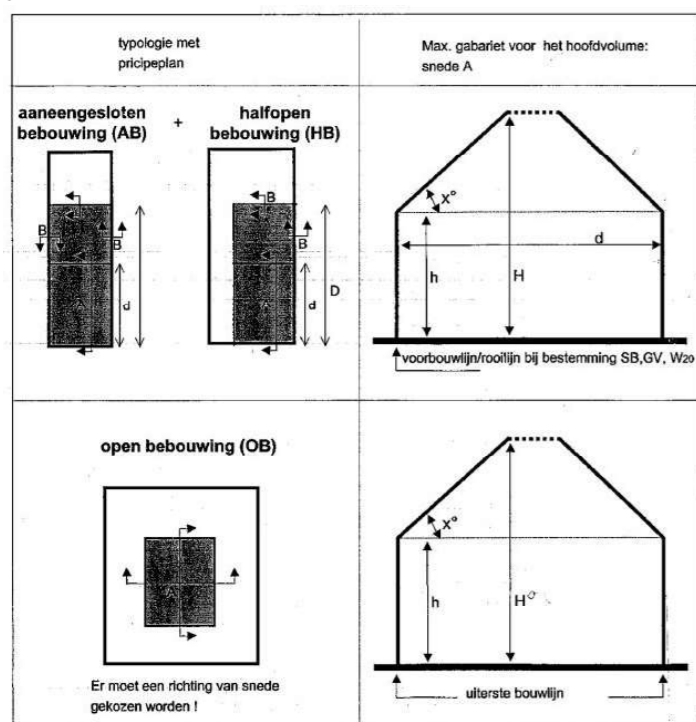 typologie met
pricipeplan
Max. gabariet voor het hoofdvolume:
snede A
aaneengesloten
bebouwing (AB)
+
halfopen
bebouwing (HB)
B
B
A
d
B
B
A
d
D
x°
d
h
H
voorbouwlijn/rooilijn bij bestemming SB,GV, W20
open bebouwing (OB)
A
Er moet een richting van snede
gekozen worden !
x°
h
H
uiterste bouwlijn